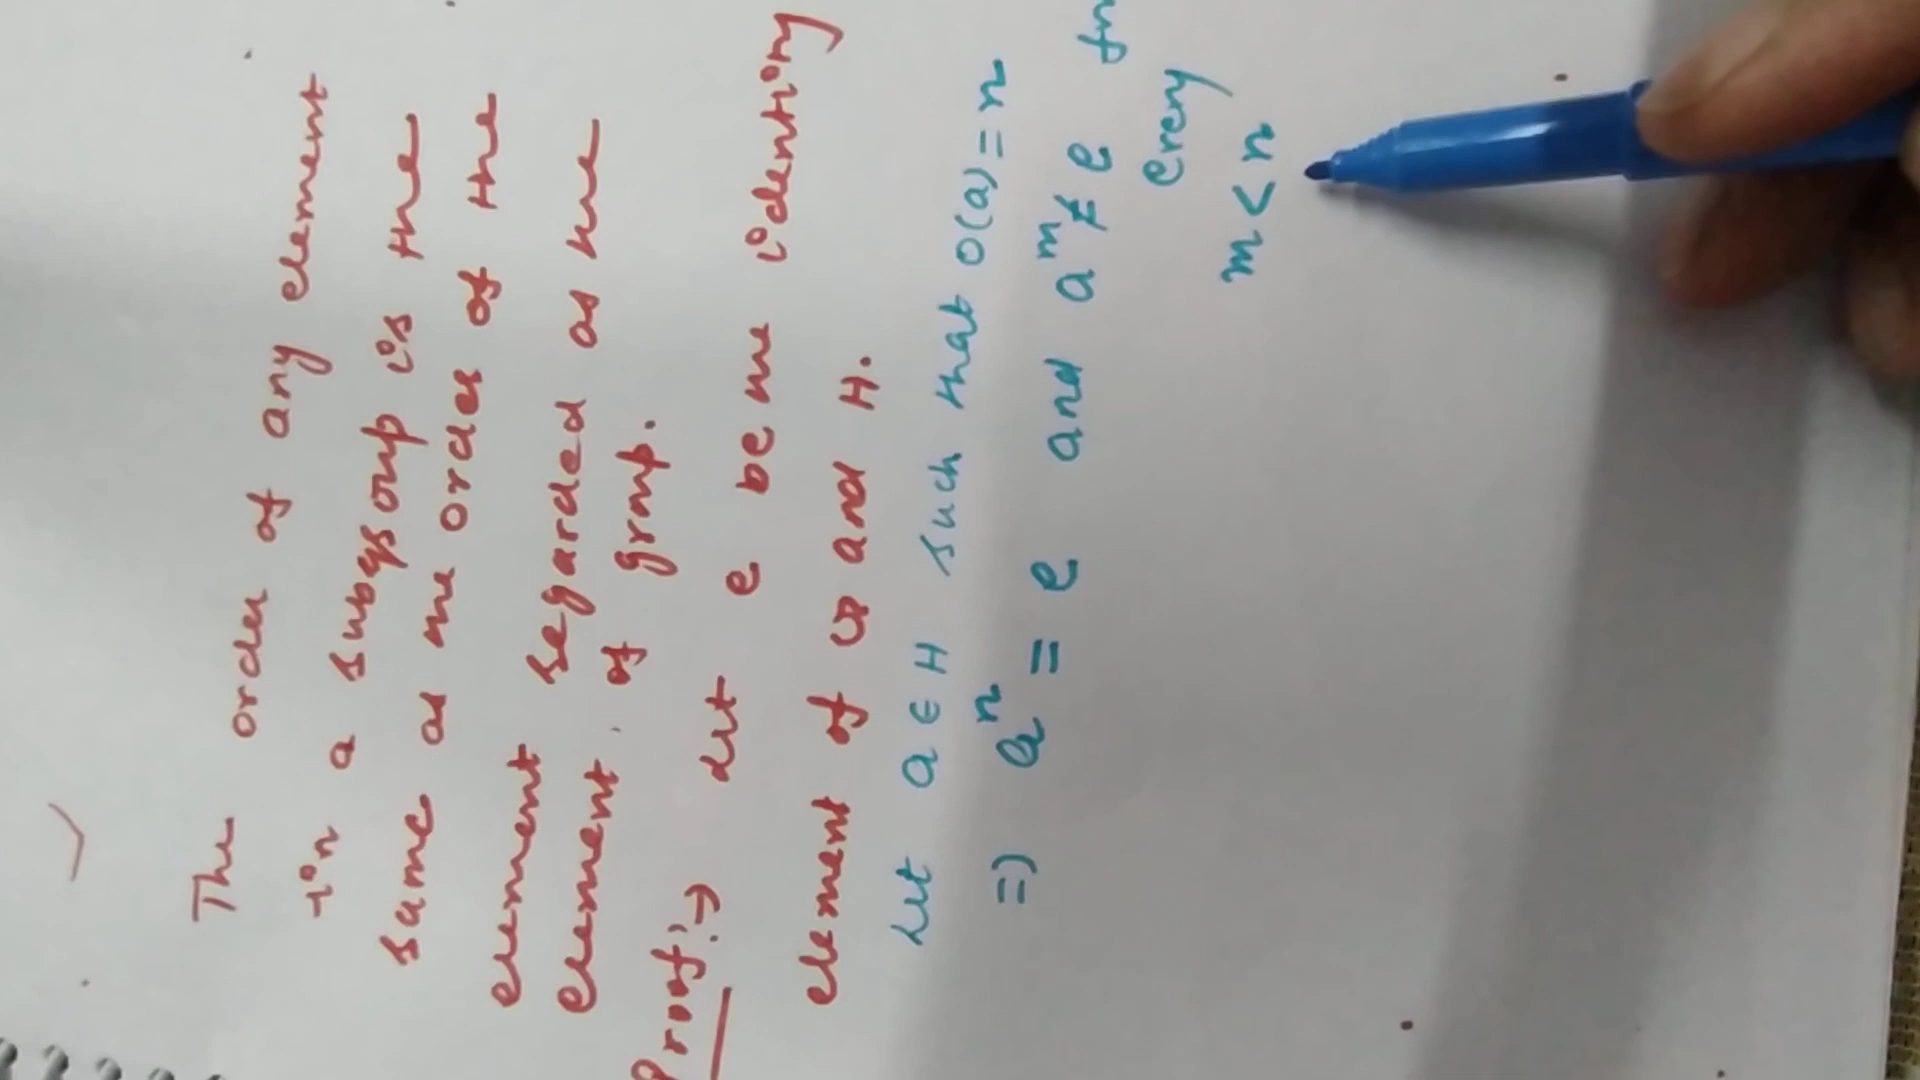 The order of any element
in a subgroup is the
same as the order of the
element regarded as the
element of group.
Proof:→ Let e be the identity
element of G and H.
Let a ∈ H such that O(a) = n
=) aⁿ = e and aᵐ ≠ e for
every
m < n